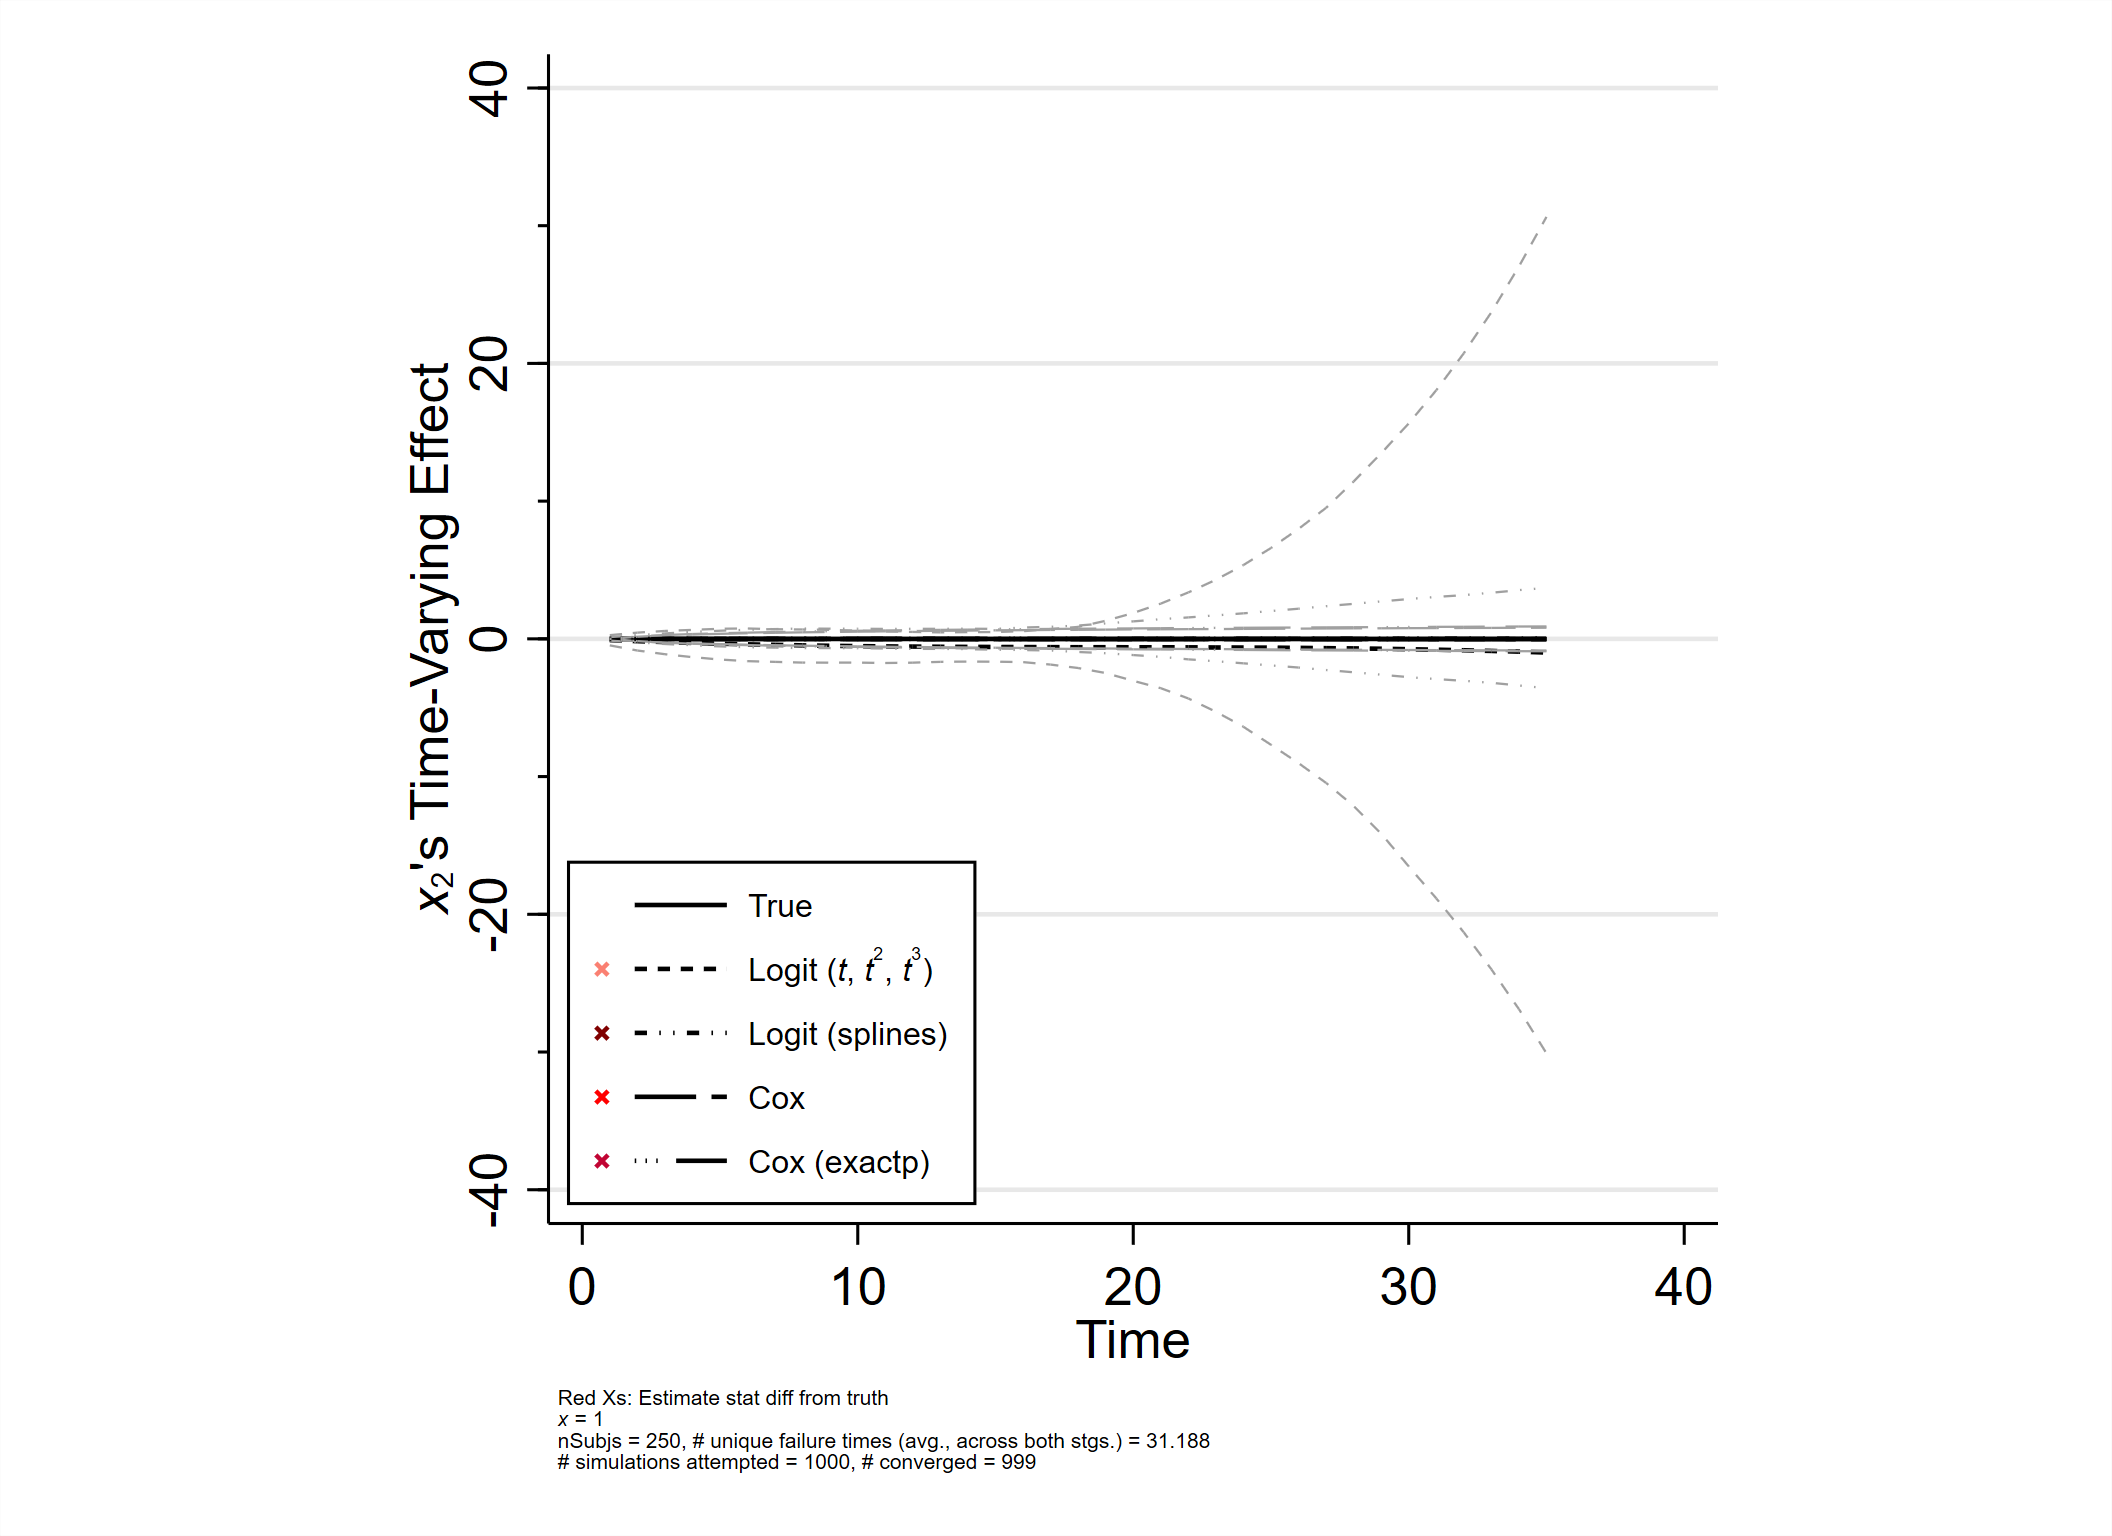 x2's Time-Varying Effect
40
20
0
-20
-40
True
Logit (t, t², t³)
Logit (splines)
Cox
Cox (exactp)
0 10 20 30 40
Time
Red Xs: Estimate stat diff from truth
x = 1
nSubjs = 250, # unique failure times (avg., across both stgs.) = 31.188
# simulations attempted = 1000, # converged = 999